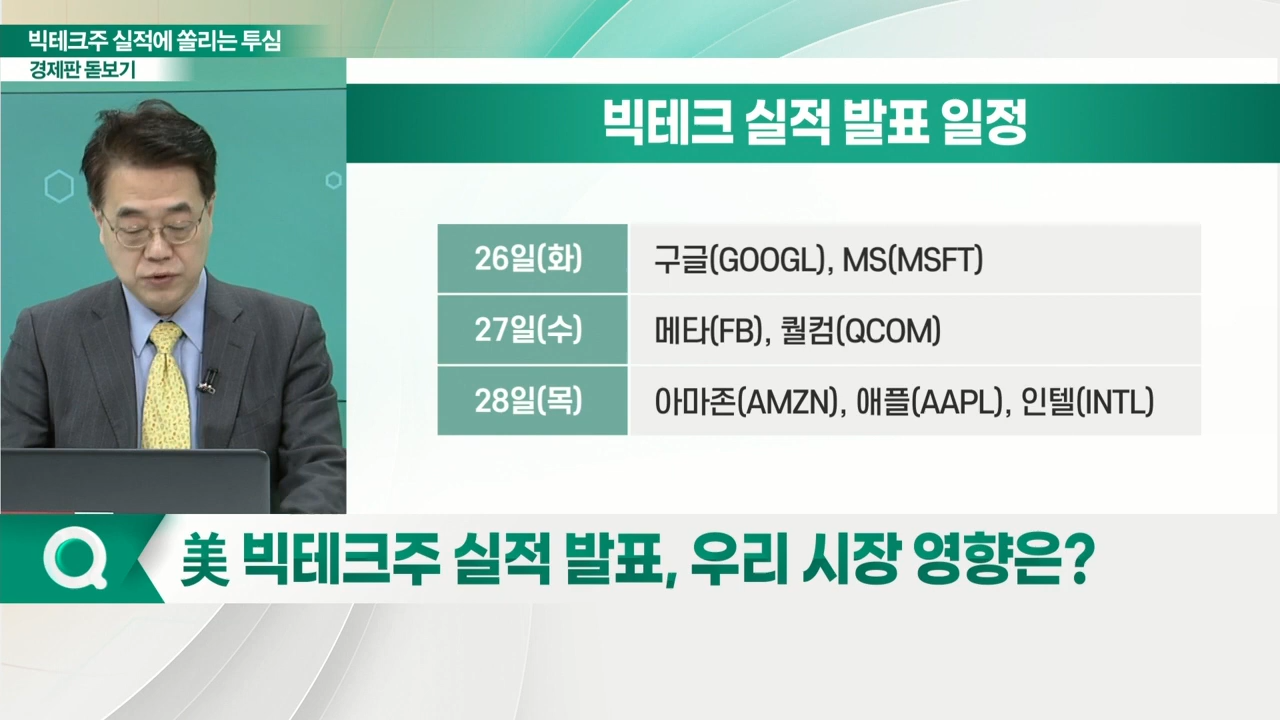 빅테크주 실적에 쏠리는 투심
경제판 돋보기
빅테크 실적 발표 일정
26일(화) 구글(GOOGL), MS(MSFT)
27일(수) 메타(FB), 퀄컴(QCOM)
28일(목) 아마존(AMZN), 애플(AAPL), 인텔(INTL)
Q 美 빅테크주 실적 발표, 우리 시장 영향은?